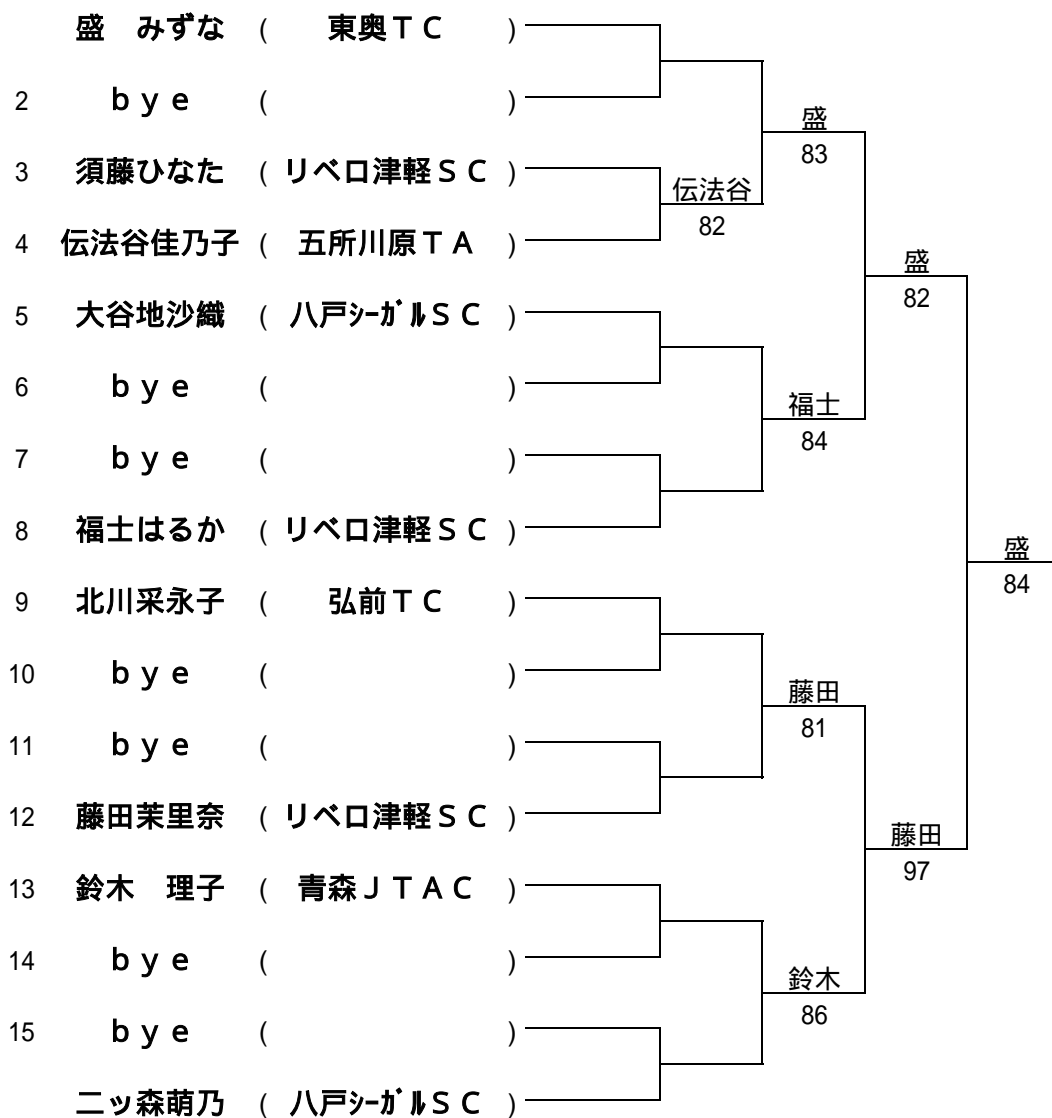 盛　みずな ( 東奥ＴＣ )
2 ｂｙｅ ( )
盛
83
3 須藤ひなた ( リベロ津軽ＳＣ )
伝法谷
82
4 伝法谷佳乃子 ( 五所川原ＴＡ )
盛
82
5 大谷地沙織 ( 八戸ｼｰｶﾞﾙＳＣ )
6 ｂｙｅ ( )
福士
84
7 ｂｙｅ ( )
8 福士はるか ( リベロ津軽ＳＣ )
盛
84
9 北川采永子 ( 弘前ＴＣ )
10 ｂｙｅ ( )
藤田
81
11 ｂｙｅ ( )
12 藤田茉里奈 ( リベロ津軽ＳＣ )
藤田
97
13 鈴木　理子 ( 青森ＪＴＡＣ )
14 ｂｙｅ ( )
鈴木
86
15 ｂｙｅ ( )
二ッ森萌乃 ( 八戸ｼｰｶﾞﾙＳＣ )